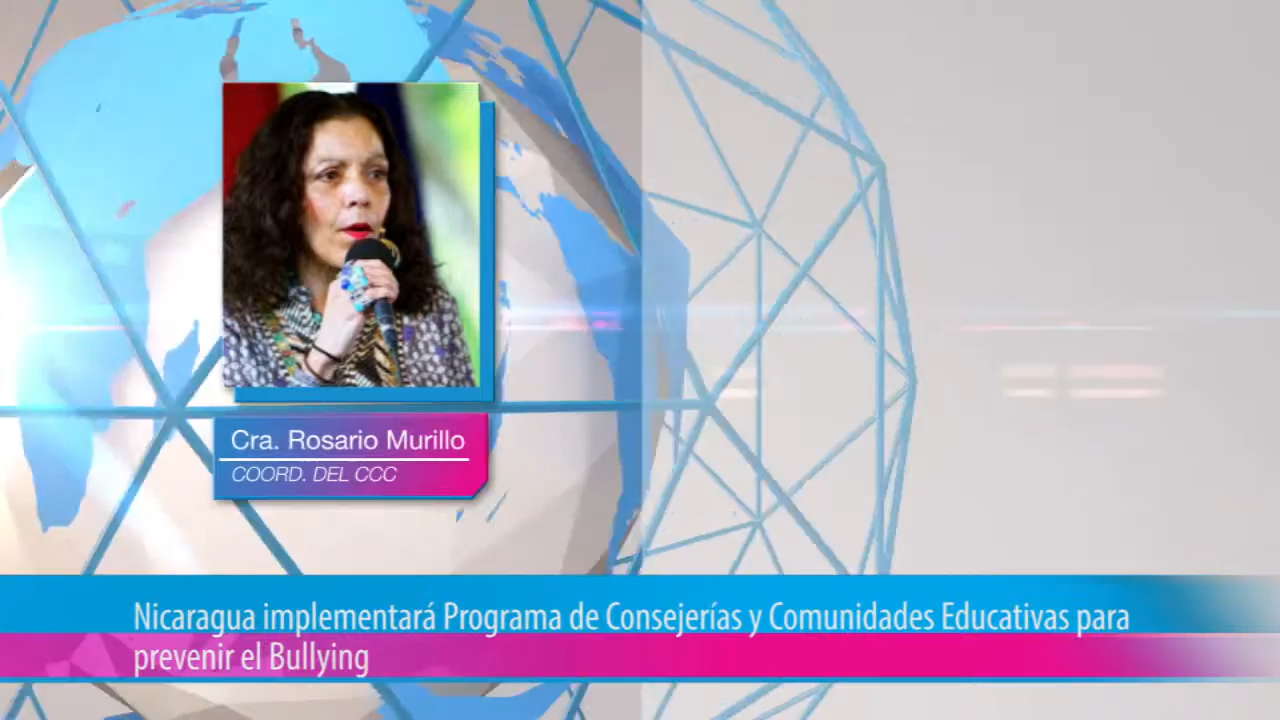 Cra. Rosario Murillo
COORD. DEL CCC
Nicaragua implementará Programa de Consejerías y Comunidades Educativas para
prevenir el Bullying